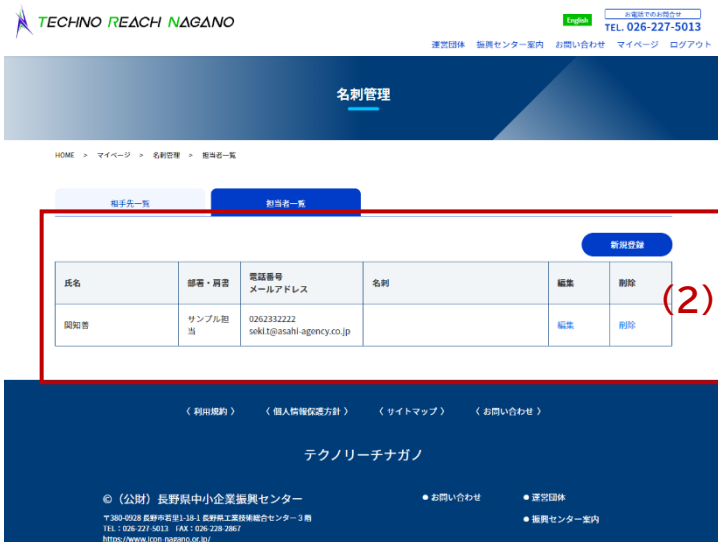 TECHNO REACH NAGANO
English
お電話でのお問合せ
TEL. 026-227-5013
運営団体 振興センター案内 お問い合わせ マイページ ログアウト
名刺管理
HOME > マイページ > 名刺管理 > 担当者一覧
相手先一覧 担当者一覧
新規登録
氏名 部署・肩書 電話番号 メールアドレス 名刺 編集 削除
関知善 サンプル担当 0262332222 seki.t@asahi-agency.co.jp 編集 削除
(2)
〈 利用規約 〉 〈 個人情報保護方針 〉 〈 サイトマップ 〉 〈 お問い合わせ 〉
テクノリーチナガノ
©（公財）長野県中小企業振興センター
〒380-0928 長野市若里1-18-1 長野県工業技術総合センター３階
TEL：026-227-5013 FAX：026-228-2867
https://www.icon-nagano.or.jp/
● お問い合わせ ● 運営団体
● 振興センター案内